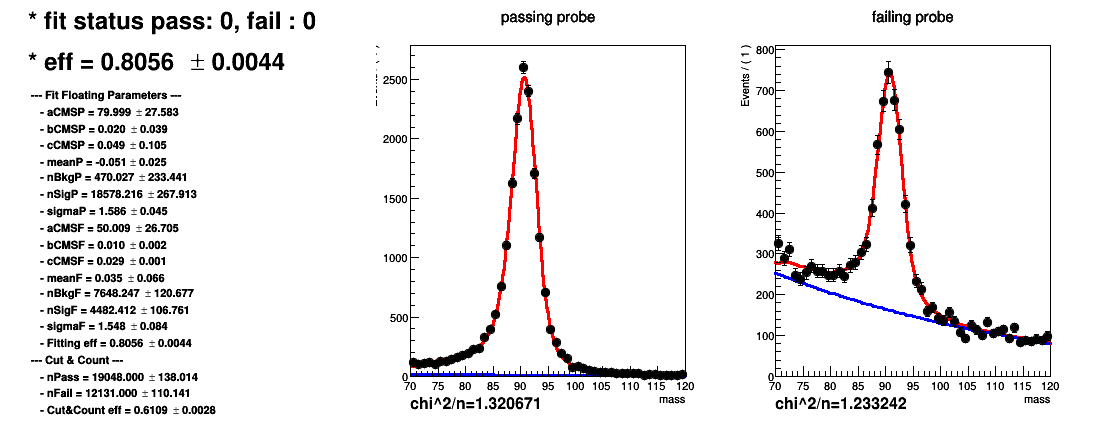 * fit status pass: 0, fail : 0
* eff = 0.8056 ± 0.0044
--- Fit Floating Parameters ---
- aCMSP = 79.999 ± 27.583
- bCMSP = 0.020 ± 0.039
- cCMSP = 0.049 ± 0.105
- meanP = -0.051 ± 0.025
- nBkgP = 470.027 ± 233.441
- nSigP = 18578.216 ± 267.913
- sigmaP = 1.586 ± 0.045
- aCMSF = 50.009 ± 26.705
- bCMSF = 0.010 ± 0.002
- cCMSF = 0.029 ± 0.001
- meanF = 0.035 ± 0.066
- nBkgF = 7648.247 ± 120.677
- nSigF = 4482.412 ± 106.761
- sigmaF = 1.548 ± 0.084
- Fitting eff = 0.8056 ± 0.0044
--- Cut & Count ---
- nPass = 19048.000 ± 138.014
- nFail = 12131.000 ± 110.141
- Cut&Count eff = 0.6109 ± 0.0028
passing probe
2500
2000
1500
1000
500
0
70 75 80 85 90 95 100 105 110 115 120
mass
chi^2/n=1.320671
failing probe
Events / ( 1 )
800
700
600
500
400
300
200
100
0
70 75 80 85 90 95 100 105 110 115 120
mass
chi^2/n=1.233242